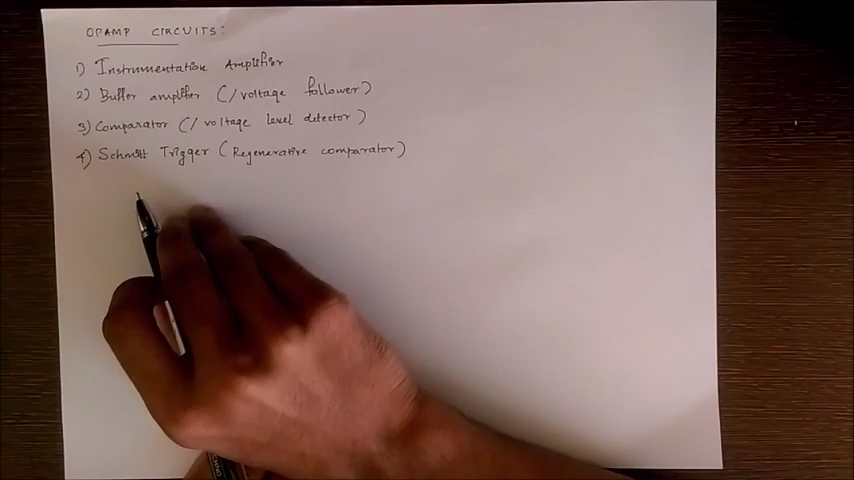 OPAMP CIRCUITS:
1) Instrumentation Amplifier
2) Buffer amplifier (/voltage follower)
3) Comparator (/voltage level detector)
4) Schmitt Trigger (Regenerative comparator)